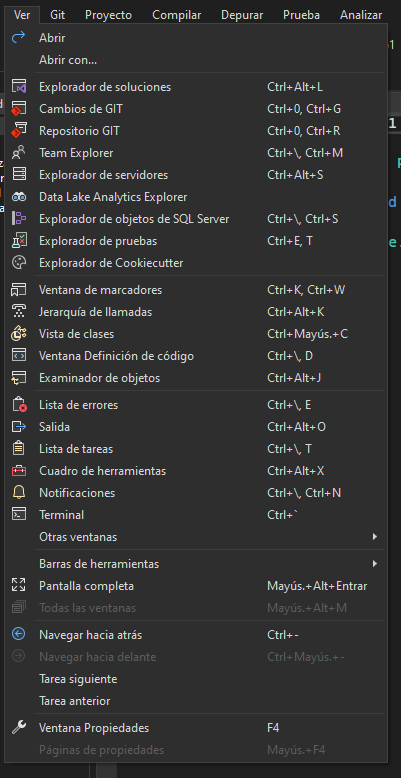 Ver Git Proyecto Compilar Depurar Prueba Analizar
Abrir
Abrir con...
Explorador de soluciones Ctrl+Alt+L
Cambios de GIT Ctrl+0, Ctrl+G
Repositorio GIT Ctrl+0, Ctrl+R
Team Explorer Ctrl+\, Ctrl+M
Explorador de servidores Ctrl+Alt+S
Data Lake Analytics Explorer
Explorador de objetos de SQL Server Ctrl+\, Ctrl+S
Explorador de pruebas Ctrl+E, T
Explorador de Cookiecutter
Ventana de marcadores Ctrl+K, Ctrl+W
Jerarquía de llamadas Ctrl+Alt+K
Vista de clases Ctrl+Mayús.+C
Ventana Definición de código Ctrl+\, D
Examinador de objetos Ctrl+Alt+J
Lista de errores Ctrl+\, E
Salida Ctrl+Alt+O
Lista de tareas Ctrl+\, T
Cuadro de herramientas Ctrl+Alt+X
Notificaciones Ctrl+\, Ctrl+N
Terminal Ctrl+`
Otras ventanas
Barras de herramientas
Pantalla completa Mayús.+Alt+Entrar
Todas las ventanas Mayús.+Alt+M
Navegar hacia atrás Ctrl+-
Navegar hacia delante Ctrl+Mayús.+-
Tarea siguiente
Tarea anterior
Ventana Propiedades F4
Páginas de propiedades Mayús.+F4